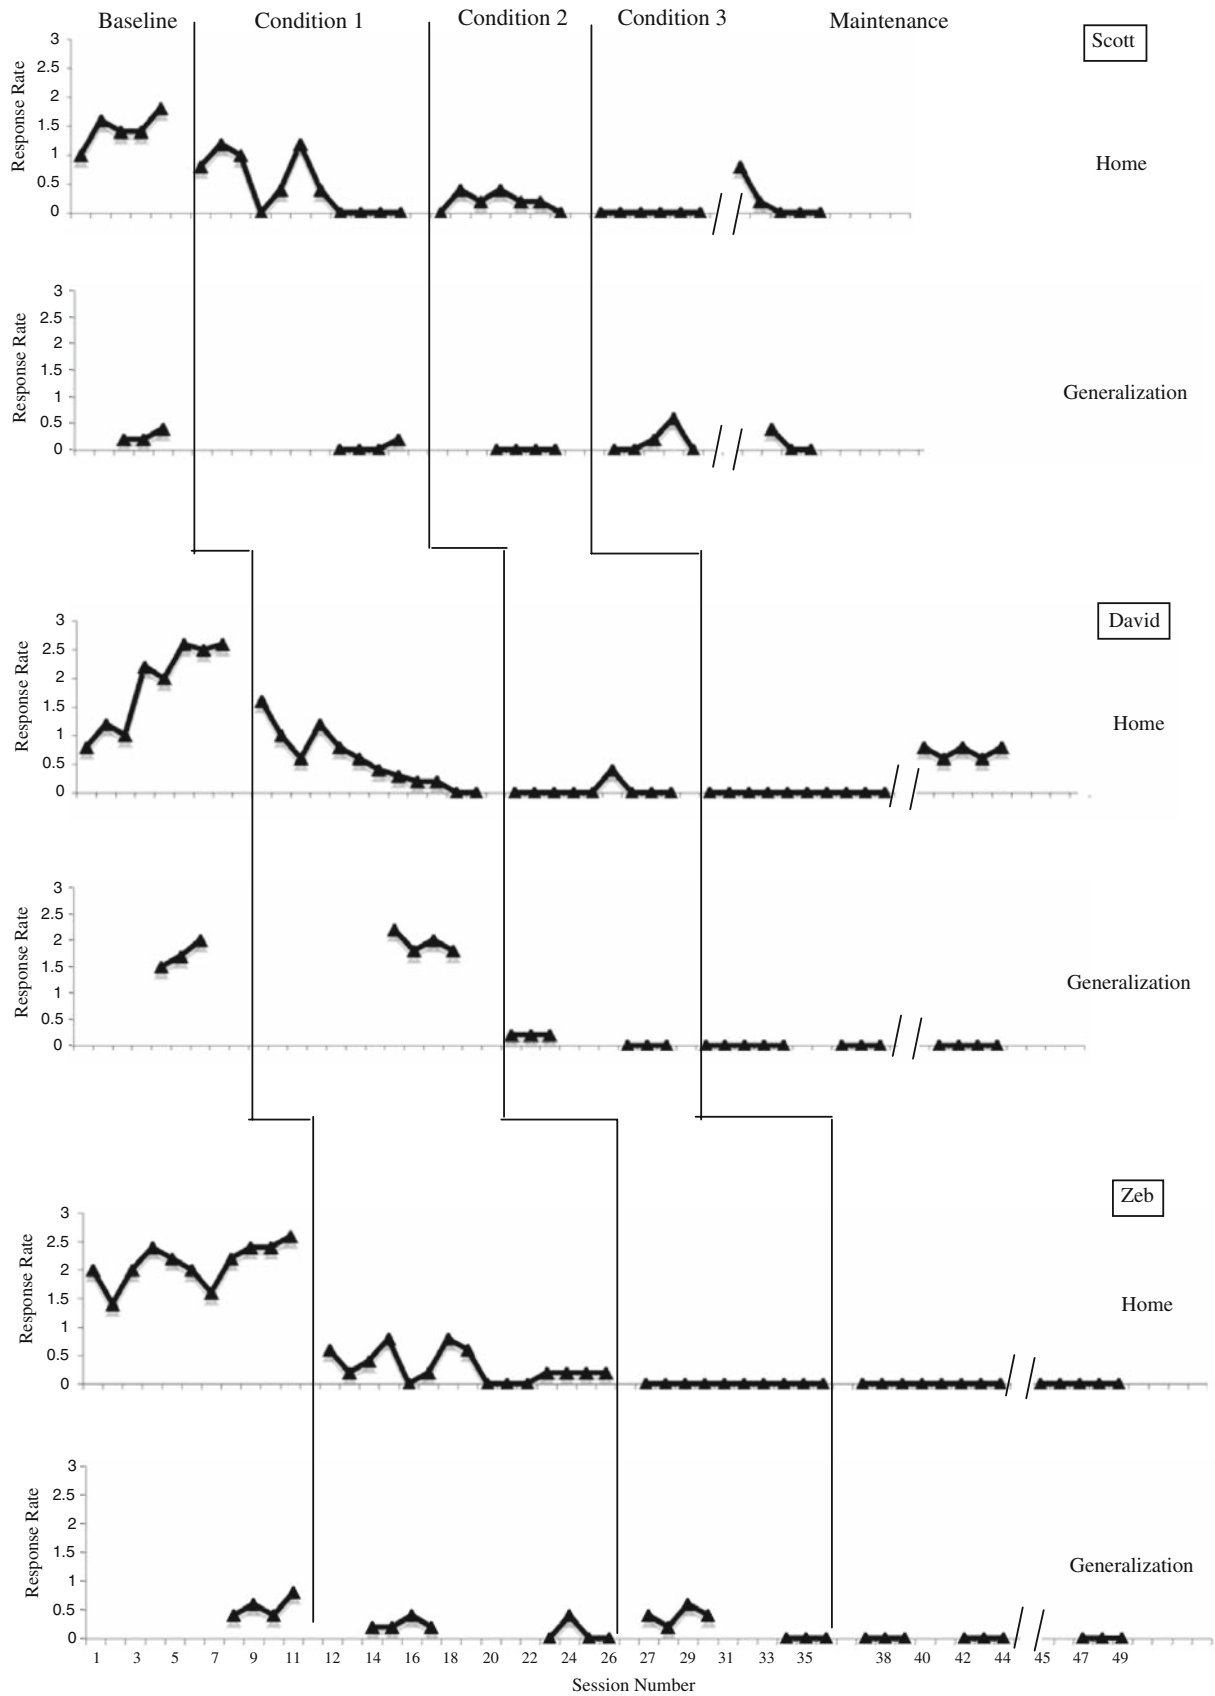 Baseline Condition 1 Condition 2 Condition 3 Maintenance
Scott
Response Rate
3
2.5
2
1.5
1
0.5
0
Home
Response Rate
3
2.5
2
1.5
1
0.5
0
Generalization
David
Response Rate
3
2.5
2
1.5
1
0.5
0
Home
Response Rate
3
2.5
2
1.5
1
0.5
0
Generalization
Zeb
Response Rate
3
2.5
2
1.5
1
0.5
0
Home
Response Rate
3
2.5
2
1.5
1
0.5
0
Generalization
1 3 5 7 9 11 12 14 16 18 20 22 24 26 27 29 31 33 35 38 40 42 44 45 47 49
Session Number